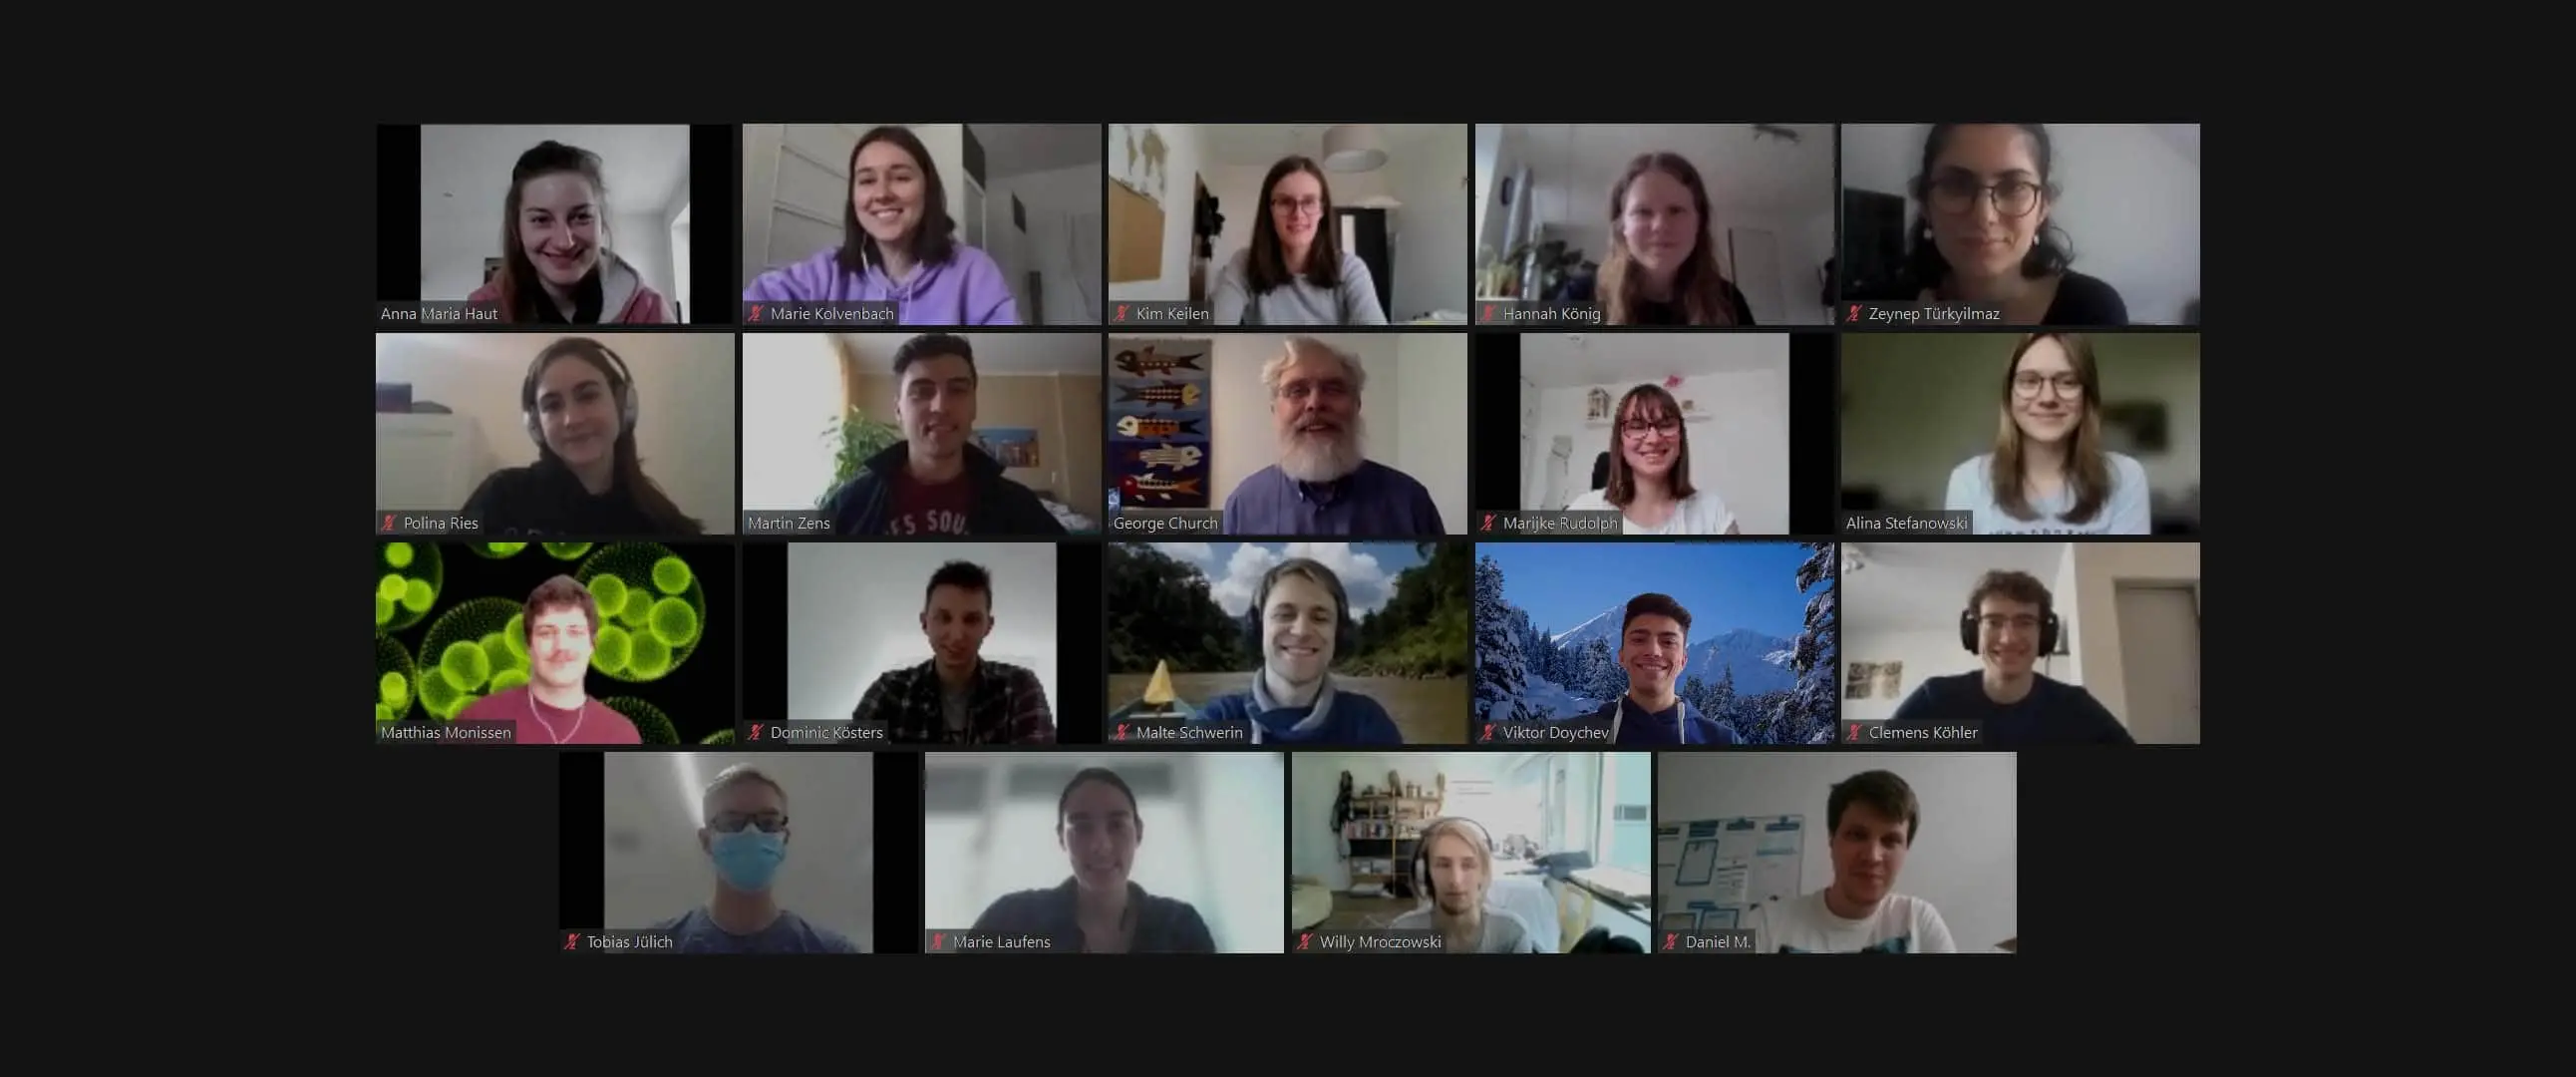 Anna Maria Haut
Marie Kolvenbach
Kim Keilen
Hannah König
Zeynep Türkyilmaz
Polina Ries
Martin Zens
George Church
Marijke Rudolph
Alina Stefanowski
Matthias Monissen
Dominic Kösters
Malte Schwerin
Viktor Doychev
Clemens Köhler
Tobias Jülich
Marie Laufens
Willy Mroczowski
Daniel M.